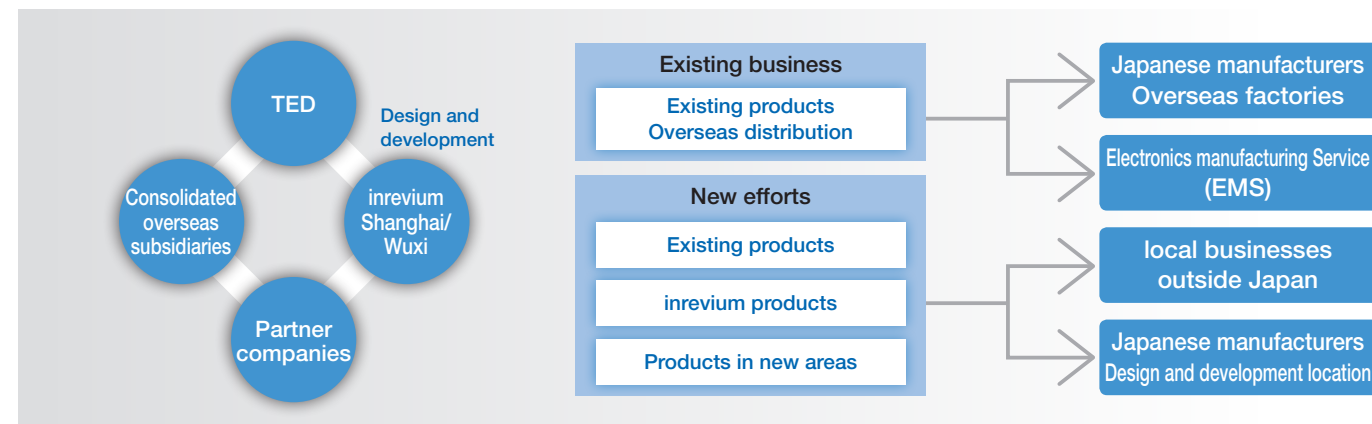 TED
Design and
development
Consolidated
overseas
subsidiaries
inrevium
Shanghai/
Wuxi
Partner
companies
Existing business
Existing products
Overseas distribution
New efforts
Existing products
inrevium products
Products in new areas
Japanese manufacturers
Overseas factories
Electronics manufacturing Service
(EMS)
local businesses
outside Japan
Japanese manufacturers
Design and development location